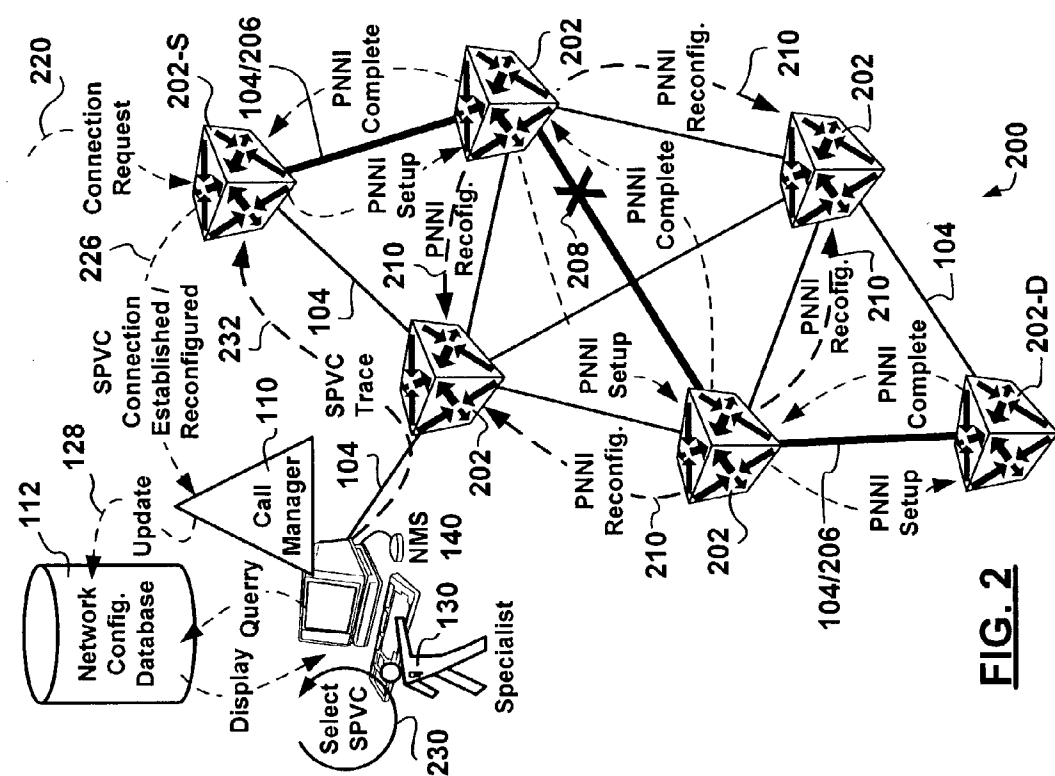 112
128
Network
Config.
Database
Update
226
SPVC
Connection
Established /
Reconfigured
232
Connection
Request
220
202-S
104/206
Display
Querry
Call
Manager
110
SPVC
Trace
104
PNNI
Setup
PNNI
Complete
Select
SPVC
230
130
Specialist
NMS
140
104
202
210
PNNI
Reconfig.
202
208
PNNI
Setup
PNNI
Complete
PNNI
Reconfig.
210
PNNI
Reconfig.
210
202
PNNI
Reconfig.
210
202
104/206
PNNI
Setup
PNNI
Complete
202-D
104
200
FIG. 2